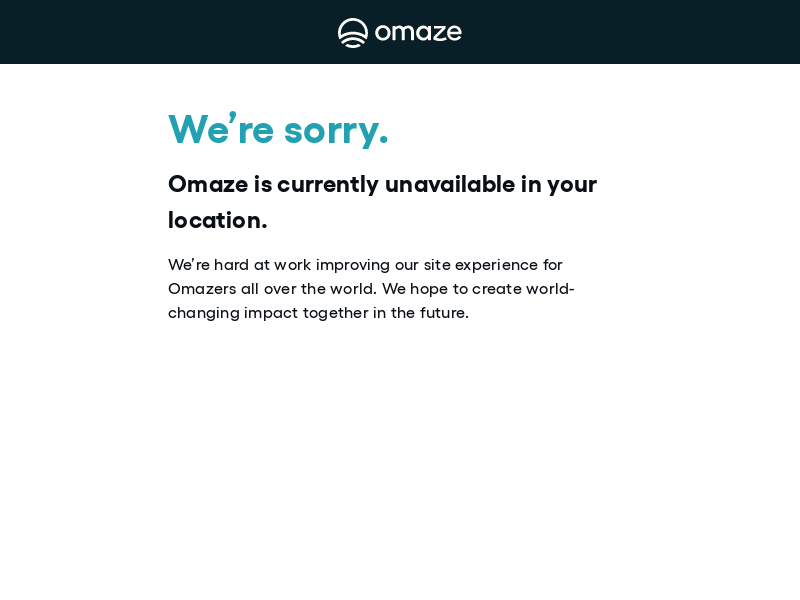 omaze
We’re sorry.
Omaze is currently unavailable in your
location.
We’re hard at work improving our site experience for
Omazers all over the world. We hope to create world-
changing impact together in the future.